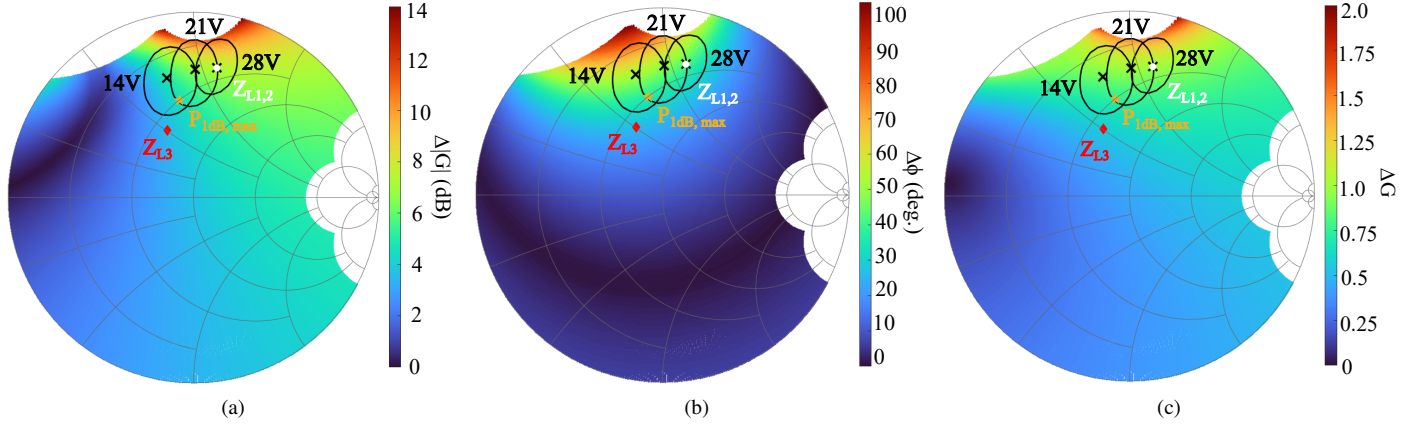 21V
14V
28V
Z_L1,2
P_1dB, max
Z_L3
14
12
10
8
6
4
2
0
Δ|G| (dB)
(a)
21V
14V
28V
Z_L1,2
P_1dB, max
Z_L3
100
90
80
70
60
50
40
30
20
10
0
Δϕ (deg.)
(b)
21V
14V
28V
Z_L1,2
P_1dB, max
Z_L3
2.0
1.75
1.5
1.25
1.0
0.75
0.5
0.25
0
ΔG
(c)